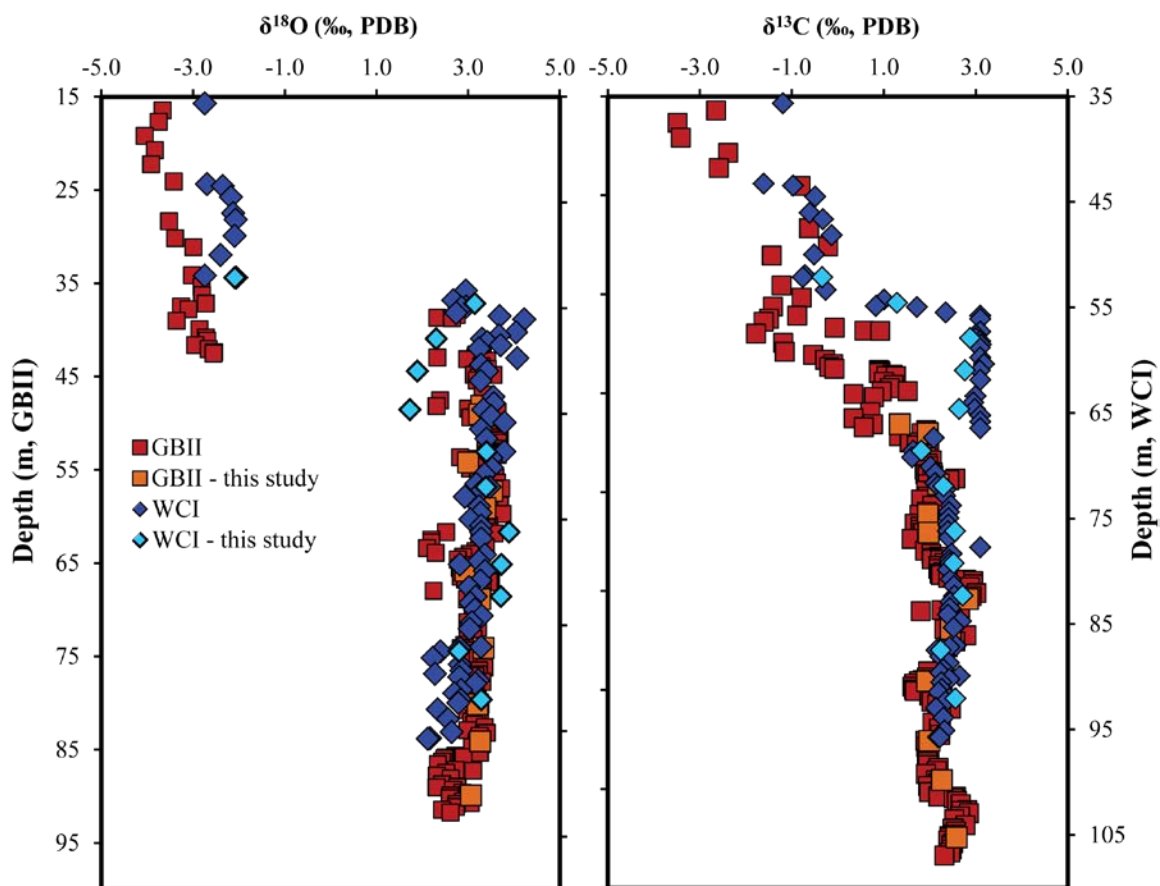 δ¹⁸O (‰, PDB)
δ¹³C (‰, PDB)
-5.0 -3.0 -1.0 1.0 3.0 5.0
-5.0 -3.0 -1.0 1.0 3.0 5.0
15
25
35
45
55
65
75
85
95
Depth (m, GBII)
GBII
GBII - this study
WCI
WCI - this study
35
45
55
65
75
85
95
105
Depth (m, WCI)